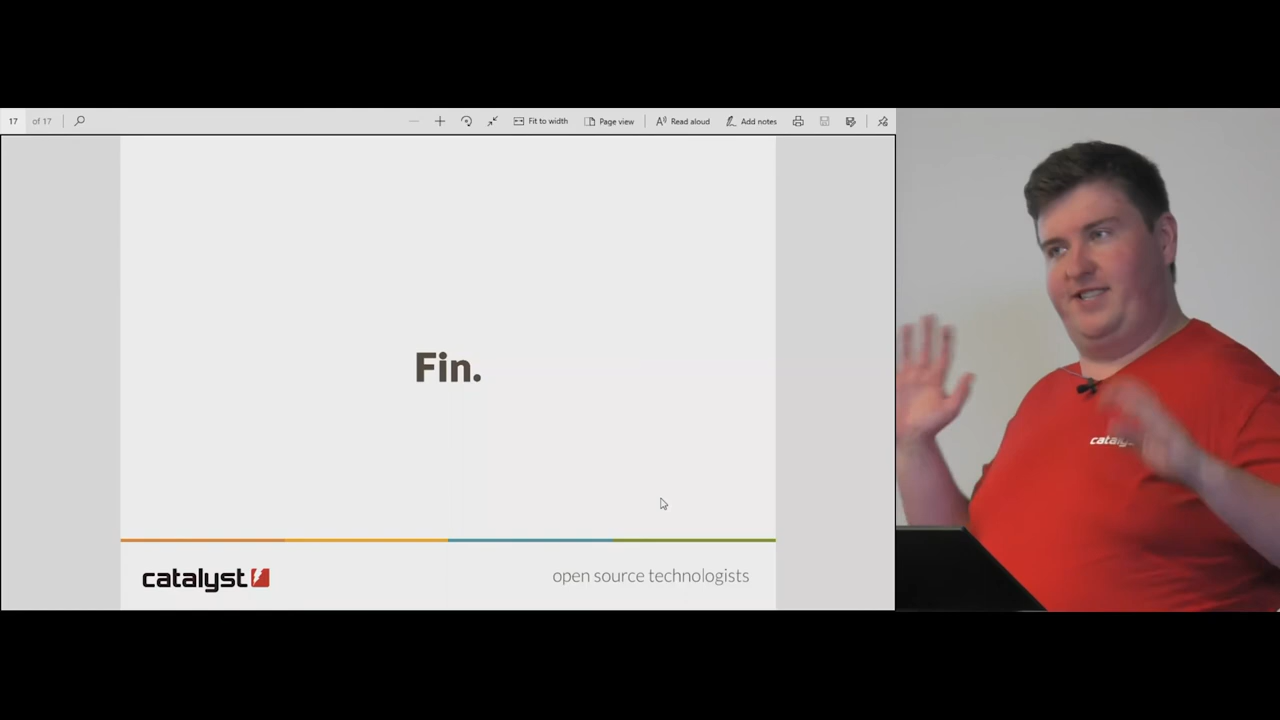 17 of 17 Fit to width Page view Read aloud Add notes
Fin.
catalyst
open source technologists